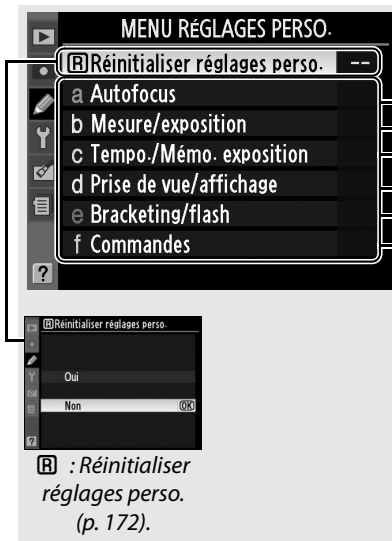 MENU RÉGLAGES PERSO.
R Réinitialiser réglages perso. --
a Autofocus
b Mesure/exposition
c Tempo./Mémo. exposition
d Prise de vue/affichage
e Bracketing/flash
f Commandes
?
R Réinitialiser réglages perso.
Oui
Non OK
?
R : Réinitialiser
réglages perso.
(p. 172).